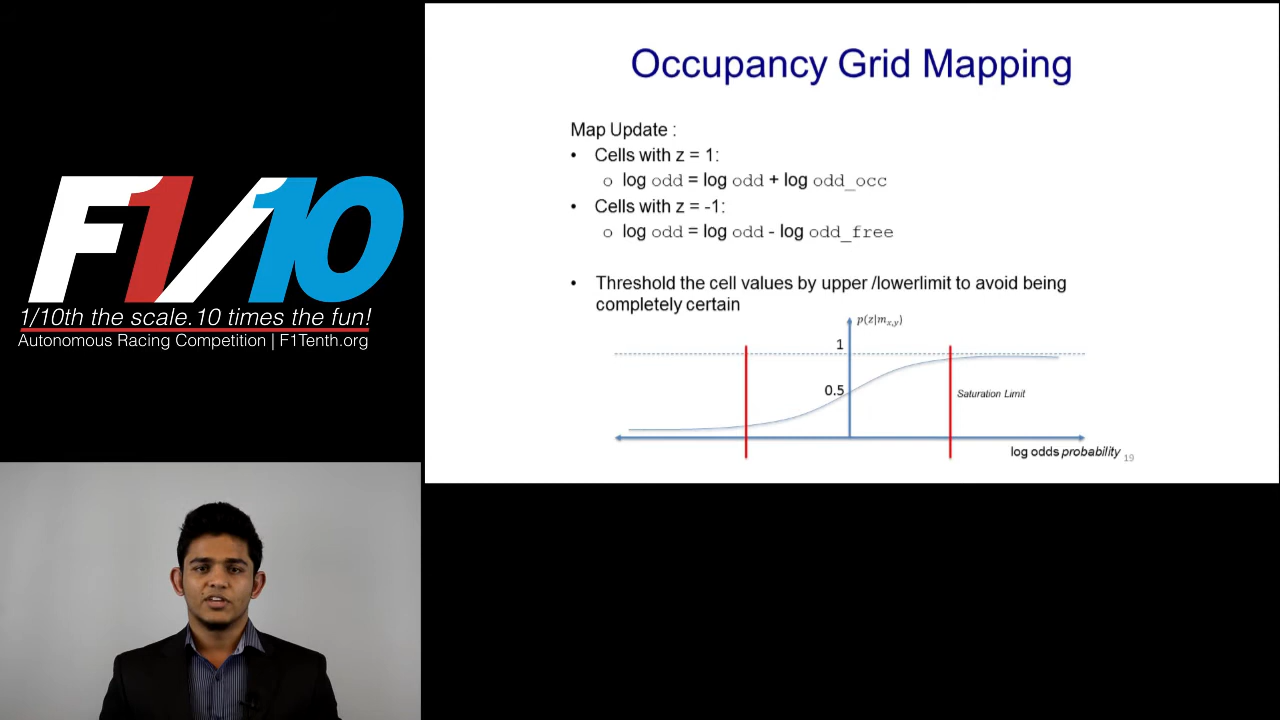 F1/10
1/10th the scale.10 times the fun!
Autonomous Racing Competition | F1Tenth.org
Occupancy Grid Mapping
Map Update :
• Cells with z = 1:
o log odd = log odd + log odd_occ
• Cells with z = -1:
o log odd = log odd - log odd_free
• Threshold the cell values by upper /lowerlimit to avoid being
completely certain
p(z|m_{x,y})
1
0.5
Saturation Limit
log odds probability
19